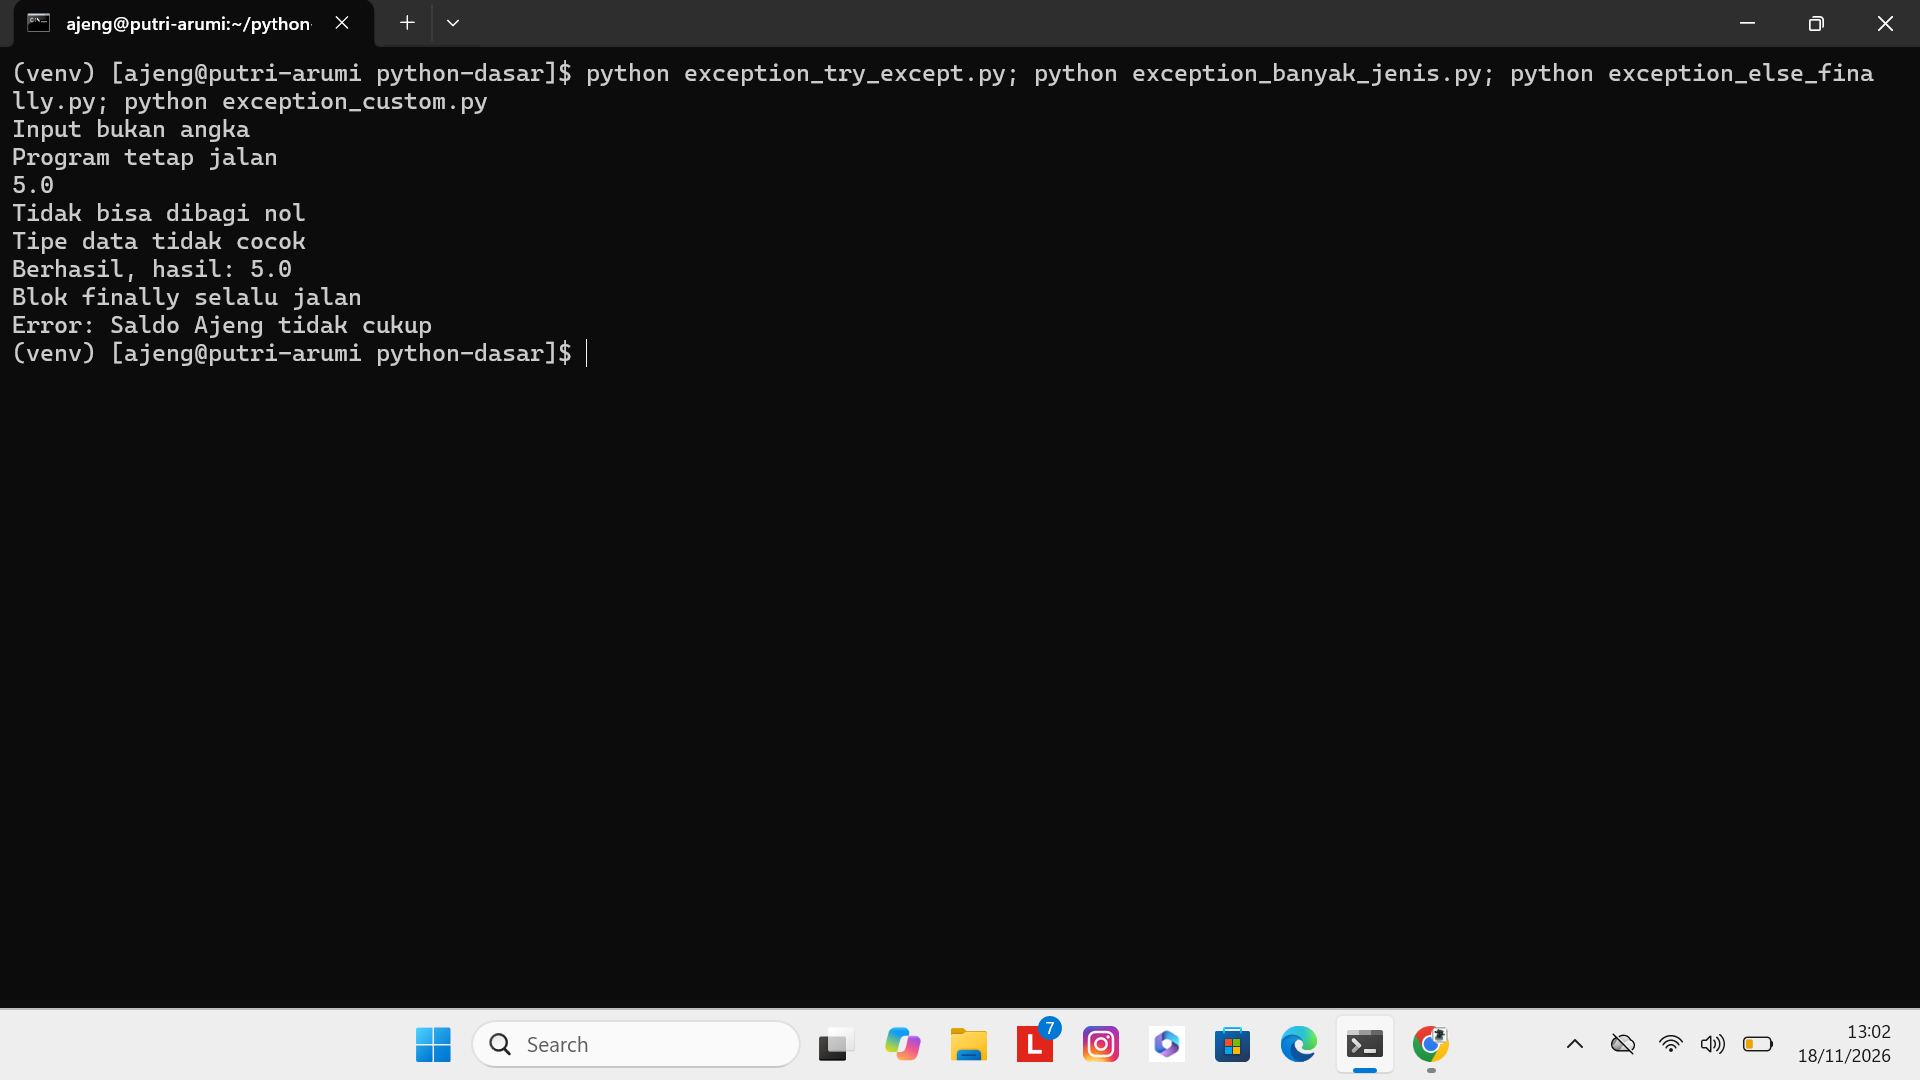 ajeng@putri-arumi:~/python-
(venv) [ajeng@putri-arumi python-dasar]$ python exception_try_except.py; python exception_banyak_jenis.py; python exception_else_fina
lly.py; python exception_custom.py
Input bukan angka
Program tetap jalan
5.0
Tidak bisa dibagi nol
Tipe data tidak cocok
Berhasil, hasil: 5.0
Blok finally selalu jalan
Error: Saldo Ajeng tidak cukup
(venv) [ajeng@putri-arumi python-dasar]$
Search
L
7
13:02
18/11/2026